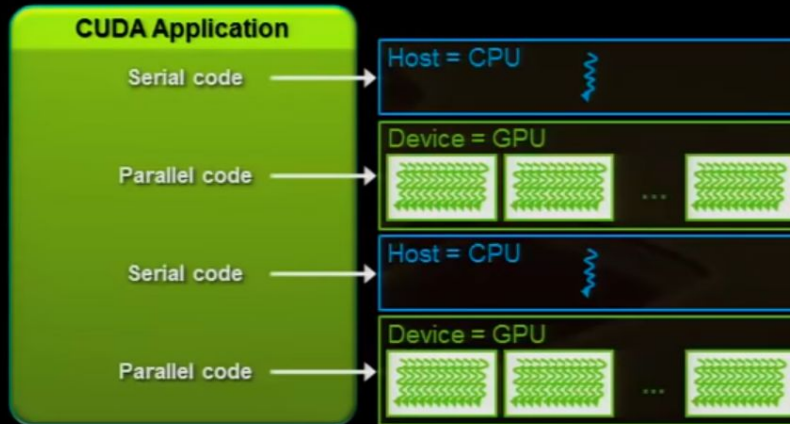 CUDA Application
Serial code
Host = CPU
Parallel code
Device = GPU
...
Serial code
Host = CPU
Parallel code
Device = GPU
...